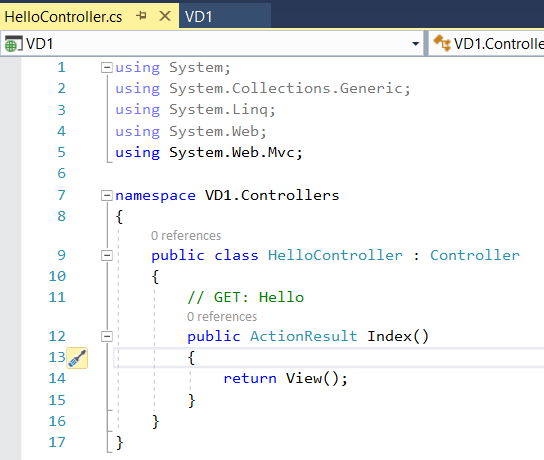 HelloController.cs VD1
VD1 VD1.Controlle
1 using System;
2 using System.Collections.Generic;
3 using System.Linq;
4 using System.Web;
5 using System.Web.Mvc;
6
7 namespace VD1.Controllers
8 {
0 references
9 public class HelloController : Controller
10 {
11 // GET: Hello
0 references
12 public ActionResult Index()
13 {
14 return View();
15 }
16 }
17 }